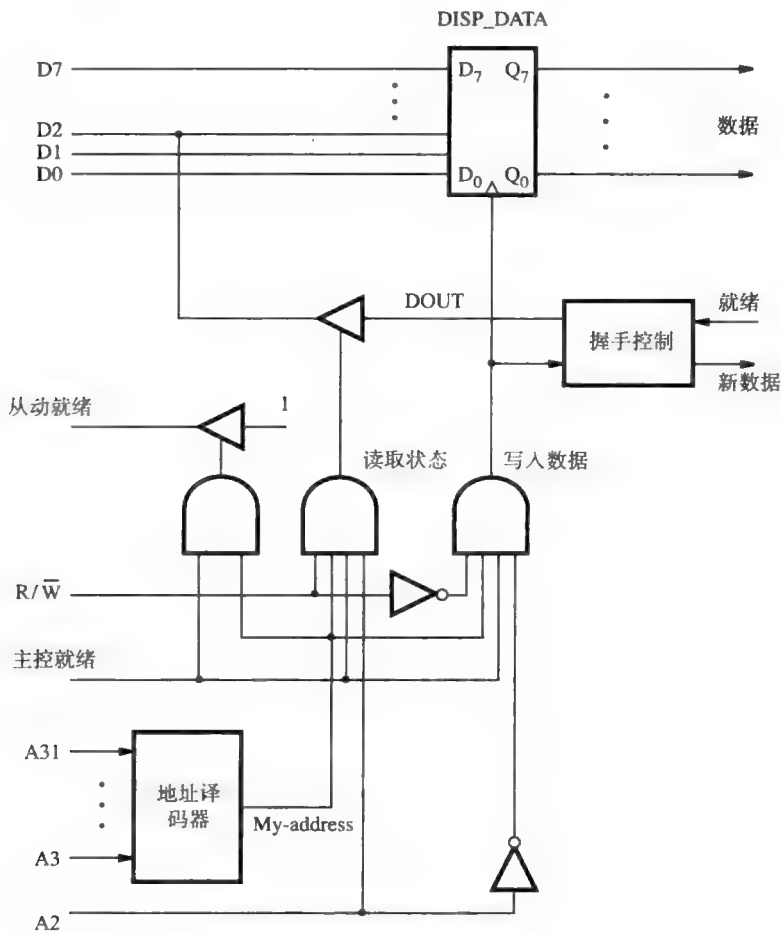 DISP_DATA
D7
D₇ Q₇
D2
数据
D1
D0
D₀ Q₀
DOUT
就绪
握手控制
新数据
从动就绪
1
读取状态
写入数据
R/W̅
主控就绪
A31
地址译
码器
My-address
A3
A2